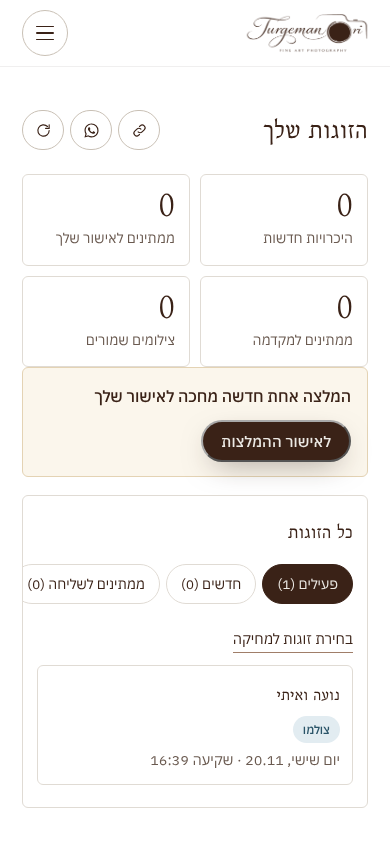 Turgeman Ori
FINE ART PHOTOGRAPHY
הזוגות שלך
0
היכרויות חדשות
0
ממתינים לאישור שלך
0
ממתינים למקדמה
0
צילומים שמורים
המלצה אחת חדשה מחכה לאישור שלך
לאישור ההמלצות
כל הזוגות
פעילים (1)
חדשים (0)
ממתינים לשליחה (0)
בחירת זוגות למחיקה
נועה ואיתי
צולמו
יום שישי, 20.11 · שקיעה 16:39